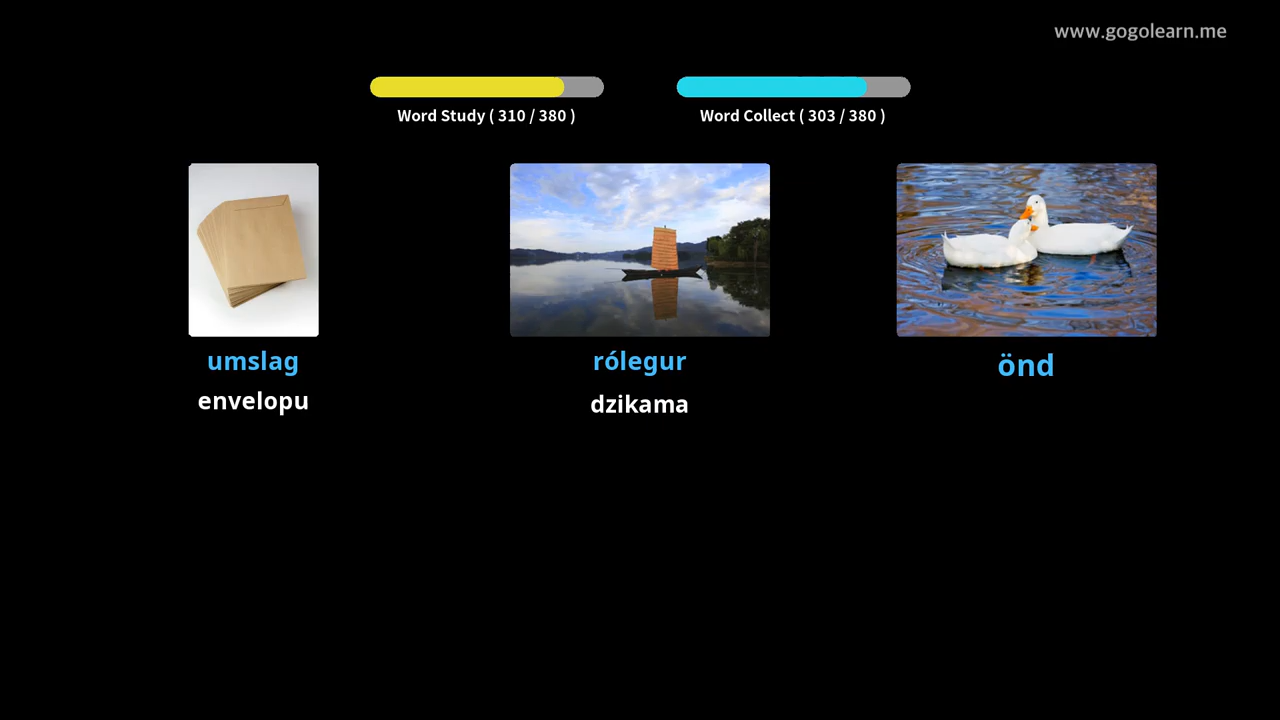 www.gogolearn.me
Word Study ( 310 / 380 )
Word Collect ( 303 / 380 )
umslag
envelopu
rólegur
dzikama
önd